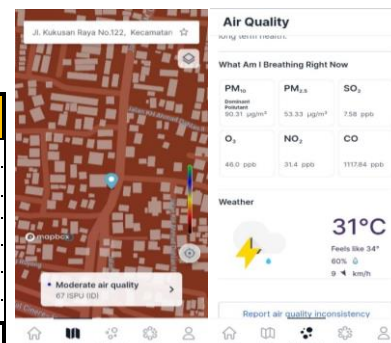 Jl. Kukusan Raya No.122, Kecamatan
mapbox
Moderate air quality
67 ISPU (ID)
Air Quality
long term health.
What Am I Breathing Right Now
PM₁₀
Dominant
Pollutant
90.31 µg/m³
PM₂.₅
53.33 µg/m³
SO₂
7.58 ppb
O₃
46.0 ppb
NO₂
31.4 ppb
CO
1117.84 ppb
Weather
31°C
Feels like 34°
60%
9 km/h
Report air quality inconsistency